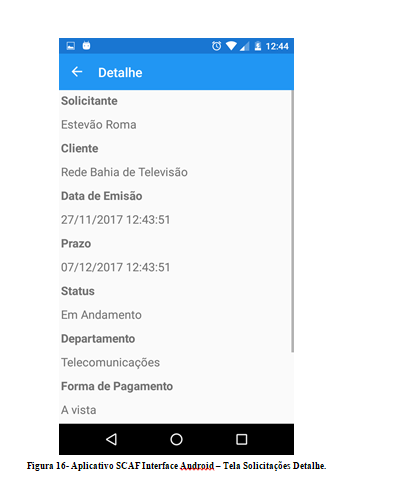 12:44
Detalhe
Solicitante
Estevão Roma
Cliente
Rede Bahia de Televisão
Data de Emisão
27/11/2017 12:43:51
Prazo
07/12/2017 12:43:51
Status
Em Andamento
Departamento
Telecomunicações
Forma de Pagamento
A vista
Figura 16- Aplicativo SCAF Interface Android – Tela Solicitações Detalhe.